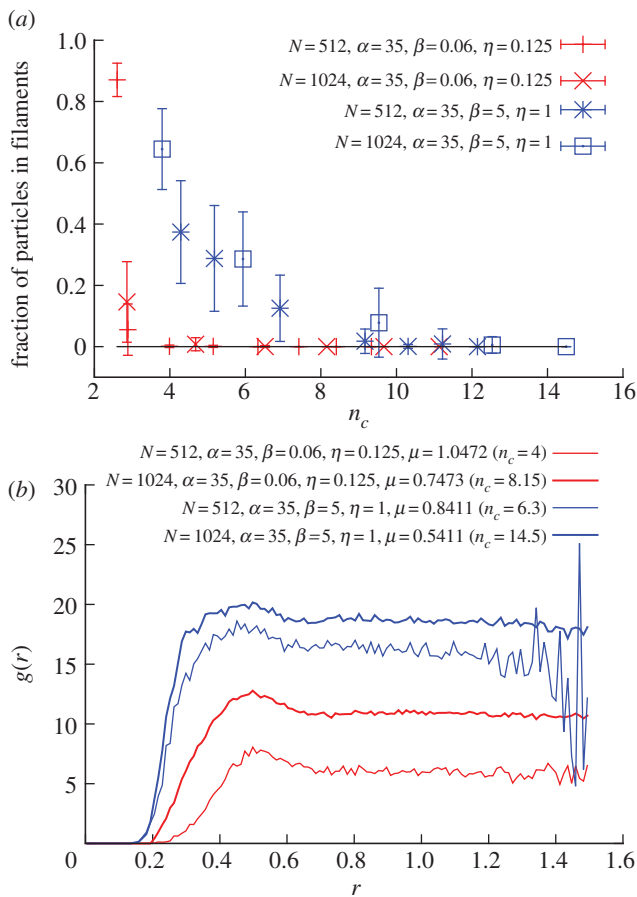 (a)
1.0
0.8
0.6
0.4
0.2
0
fraction of particles in filaments
N = 512, α = 35, β = 0.06, η = 0.125
N = 1024, α = 35, β = 0.06, η = 0.125
N = 512, α = 35, β = 5, η = 1
N = 1024, α = 35, β = 5, η = 1
2 4 6 8 10 12 14 16
n_c
N = 512, α = 35, β = 0.06, η = 0.125, μ = 1.0472 (n_c = 4)
(b)
N = 1024, α = 35, β = 0.06, η = 0.125, μ = 0.7473 (n_c = 8.15)
N = 512, α = 35, β = 5, η = 1, μ = 0.8411 (n_c = 6.3)
N = 1024, α = 35, β = 5, η = 1, μ = 0.5411 (n_c = 14.5)
30
25
20
15
10
5
g(r)
0 0.2 0.4 0.6 0.8 1.0 1.2 1.4 1.6
r